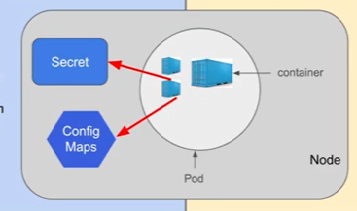 Secret
container
Config
Maps
Node
Pod